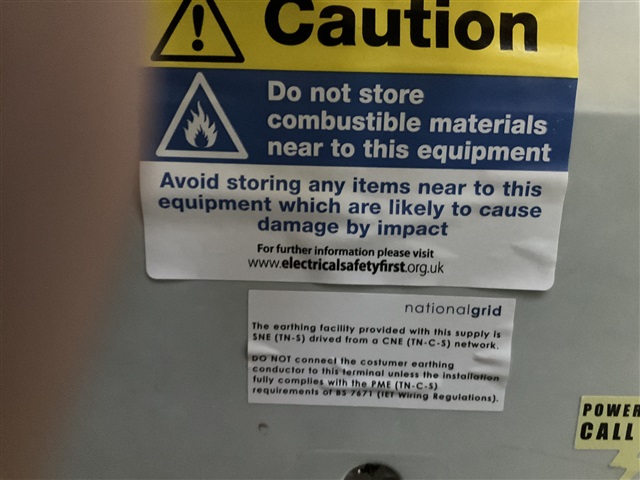 Caution
Do not store
combustible materials
near to this equipment
Avoid storing any items near to this
equipment which are likely to cause
damage by impact
For further information please visit
www.electricalsafetyfirst.org.uk
nationalgrid
The earthing facility provided with this supply is
SNE (TN-S) drived from a CNE (TN-C-S) network.
DO NOT connect the costumer earthing
conductor to this terminal unless the installation
fully complies with the PME (TN-C-S)
requirements of BS 7671 (IET Wiring Regulations).
POWER
CALL